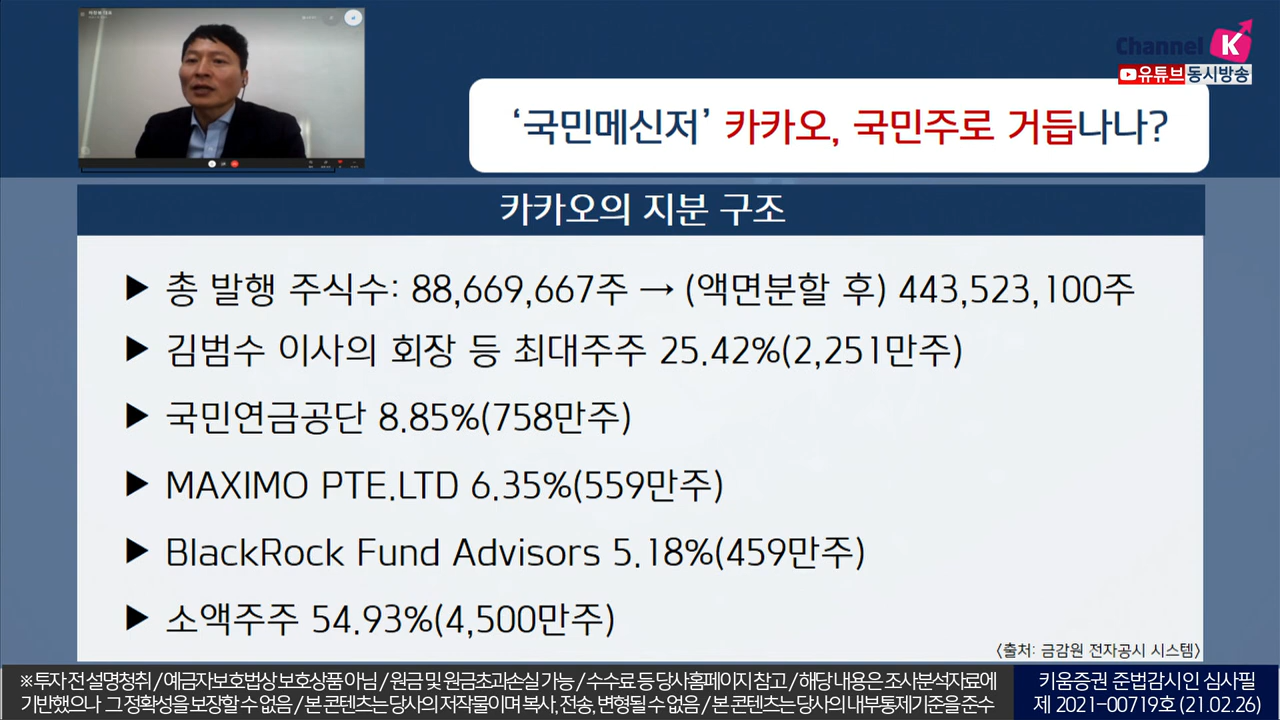 Channel K
유튜브 동시방송
‘국민메신저’ 카카오, 국민주로 거듭나나?
카카오의 지분 구조
▶ 총 발행 주식수: 88,669,667주 → (액면분할 후) 443,523,100주
▶ 김범수 이사의 회장 등 최대주주 25.42%(2,251만주)
▶ 국민연금공단 8.85%(758만주)
▶ MAXIMO PTE.LTD 6.35%(559만주)
▶ BlackRock Fund Advisors 5.18%(459만주)
▶ 소액주주 54.93%(4,500만주)
<출처: 금감원 전자공시 시스템>
※ 투자 전 설명청취 / 예금자보호법상 보호상품 아님 / 원금 및 원금초과손실 가능 / 수수료 등 당사홈페이지 참고 / 해당 내용은 조사분석자료에
기반했으나 그 정확성을 보장할 수 없음 / 본 콘텐츠는 당사의 저작물이며 복사, 전송, 변형될 수 없음 / 본 콘텐츠는 당사의 내부통제기준을 준수
키움증권 준법감시인 심사필
제 2021-00719호 (21.02.26)